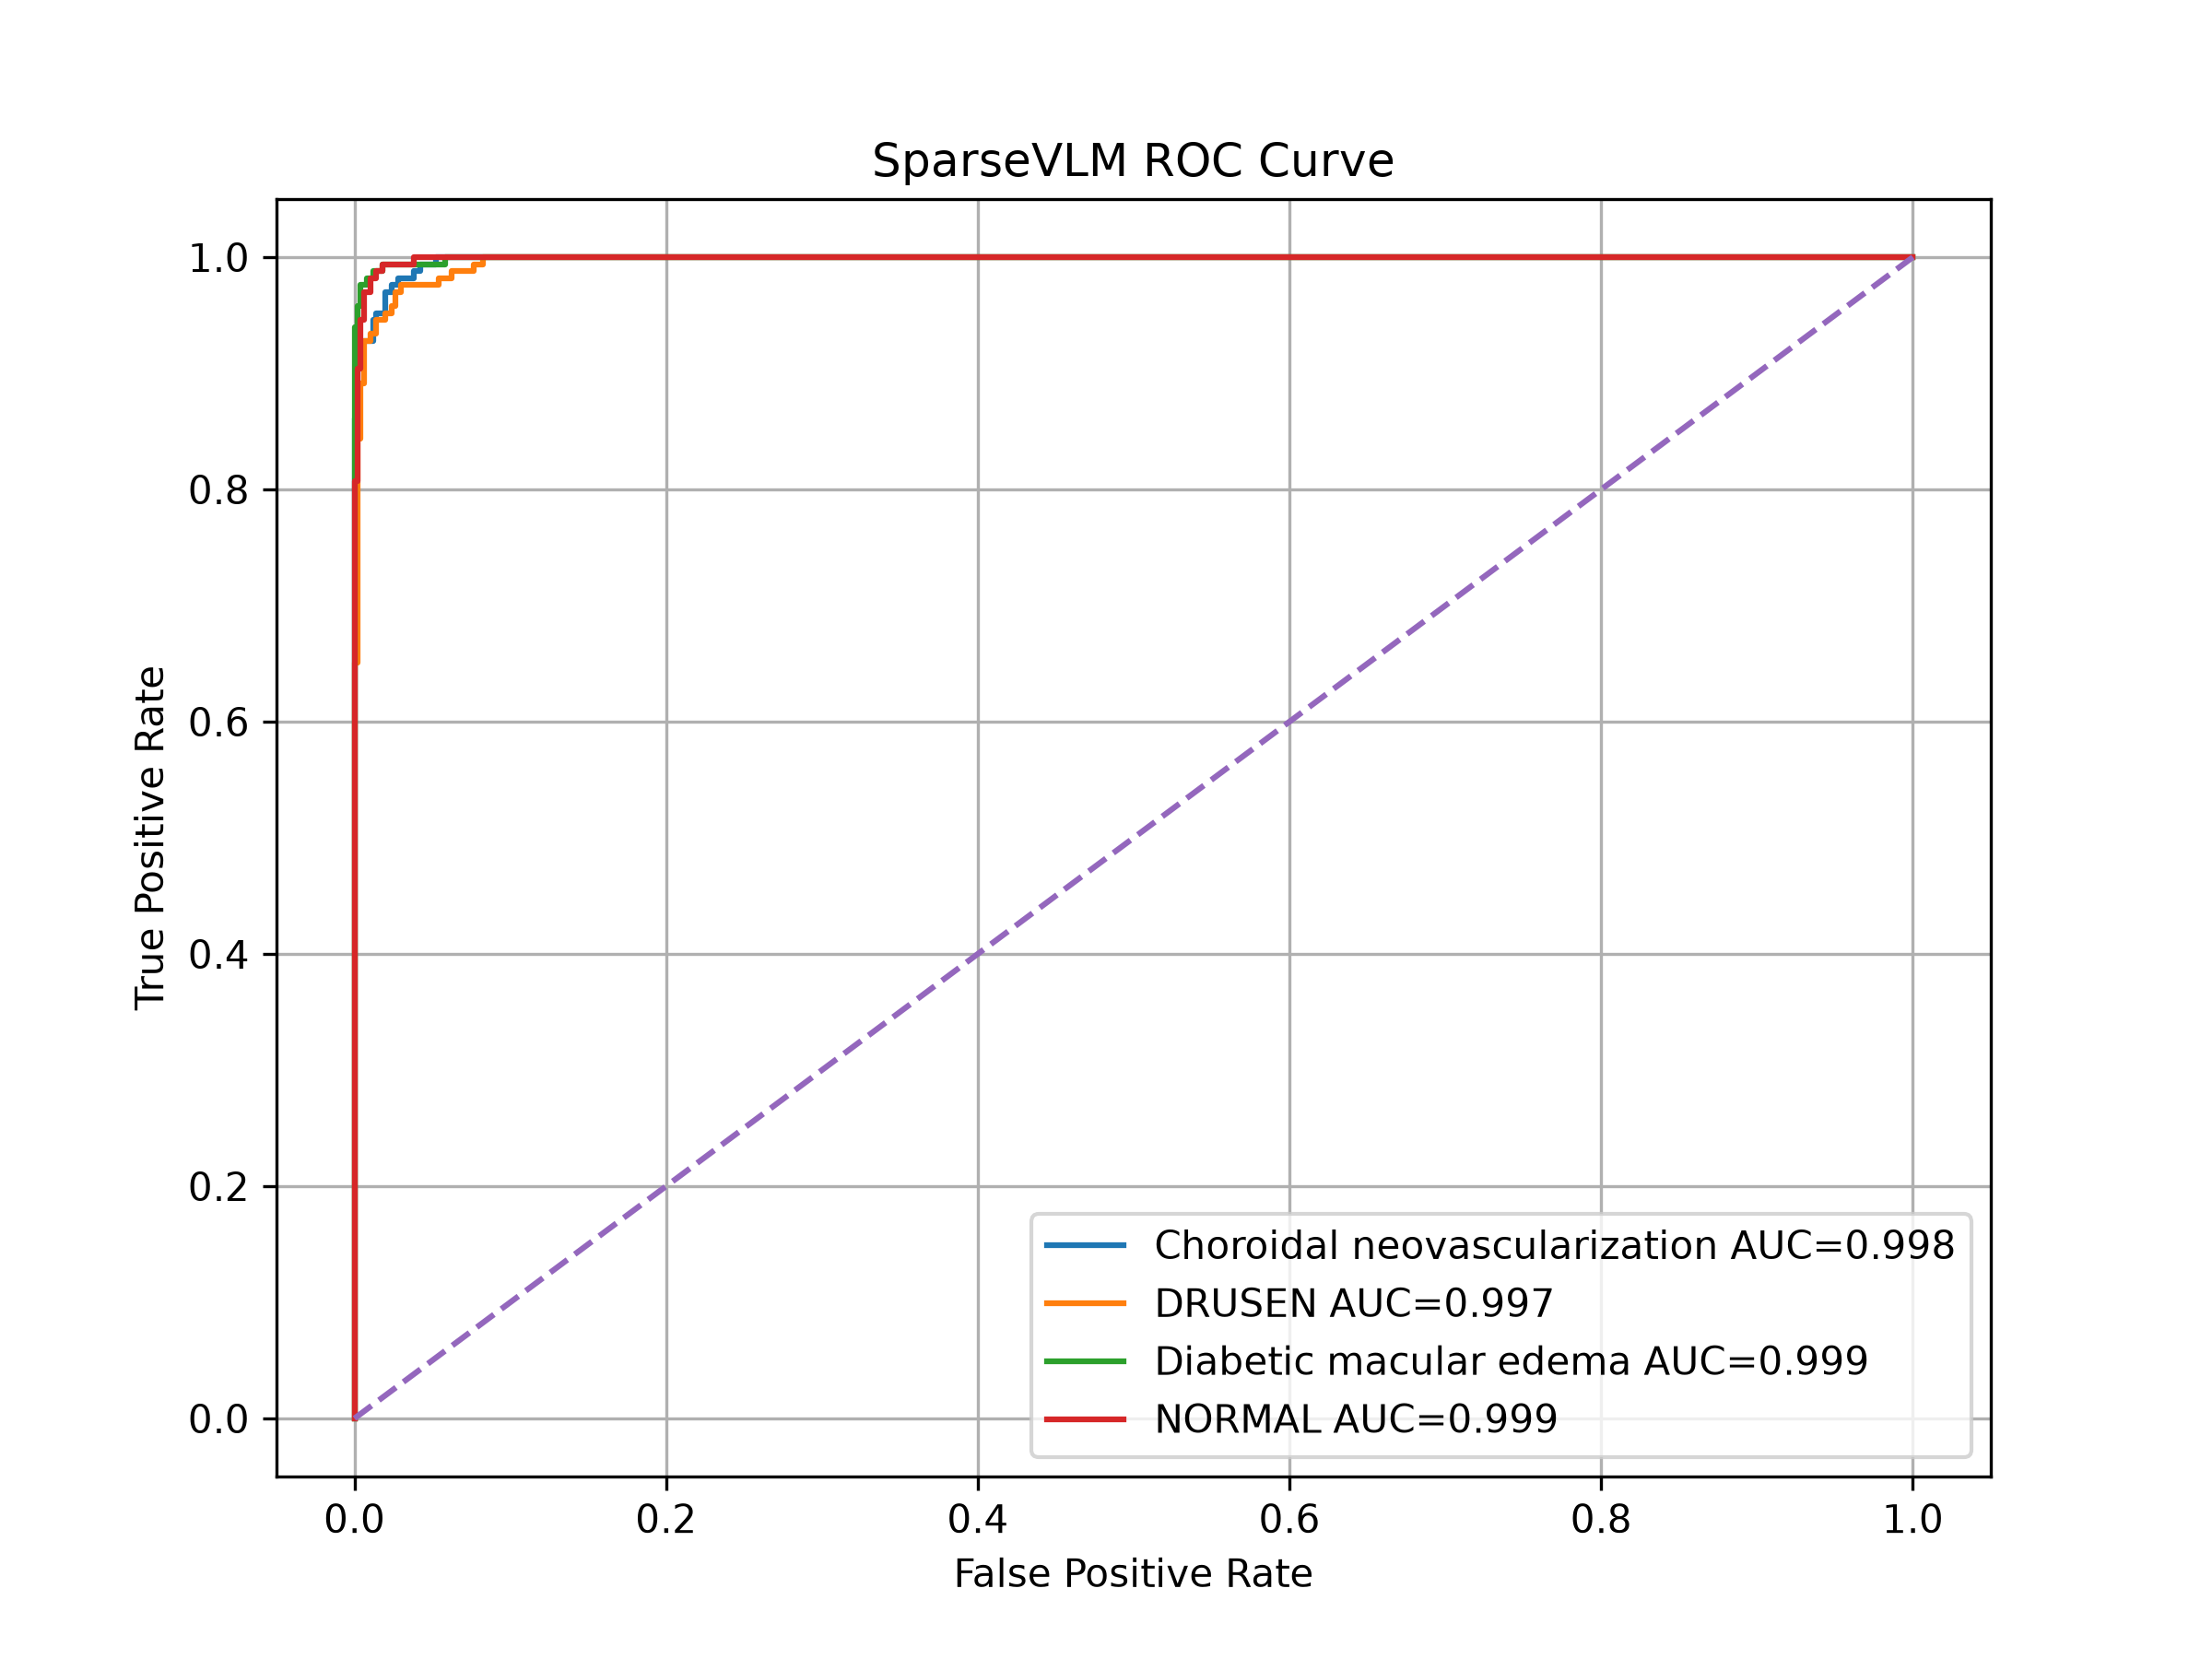 SparseVLM ROC Curve
True Positive Rate
1.0
0.8
0.6
0.4
0.2
0.0
Choroidal neovascularization AUC=0.998
DRUSEN AUC=0.997
Diabetic macular edema AUC=0.999
NORMAL AUC=0.999
0.0 0.2 0.4 0.6 0.8 1.0
False Positive Rate